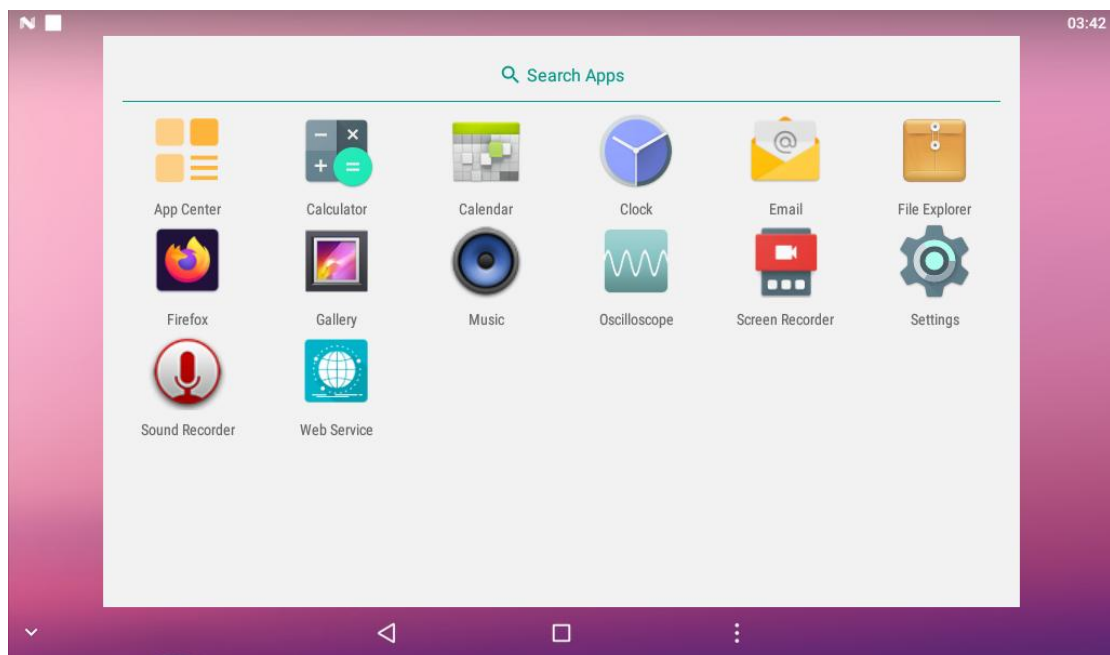 03:42
Search Apps
App Center Calculator Calendar Clock Email File Explorer
Firefox Gallery Music Oscilloscope Screen Recorder Settings
Sound Recorder Web Service